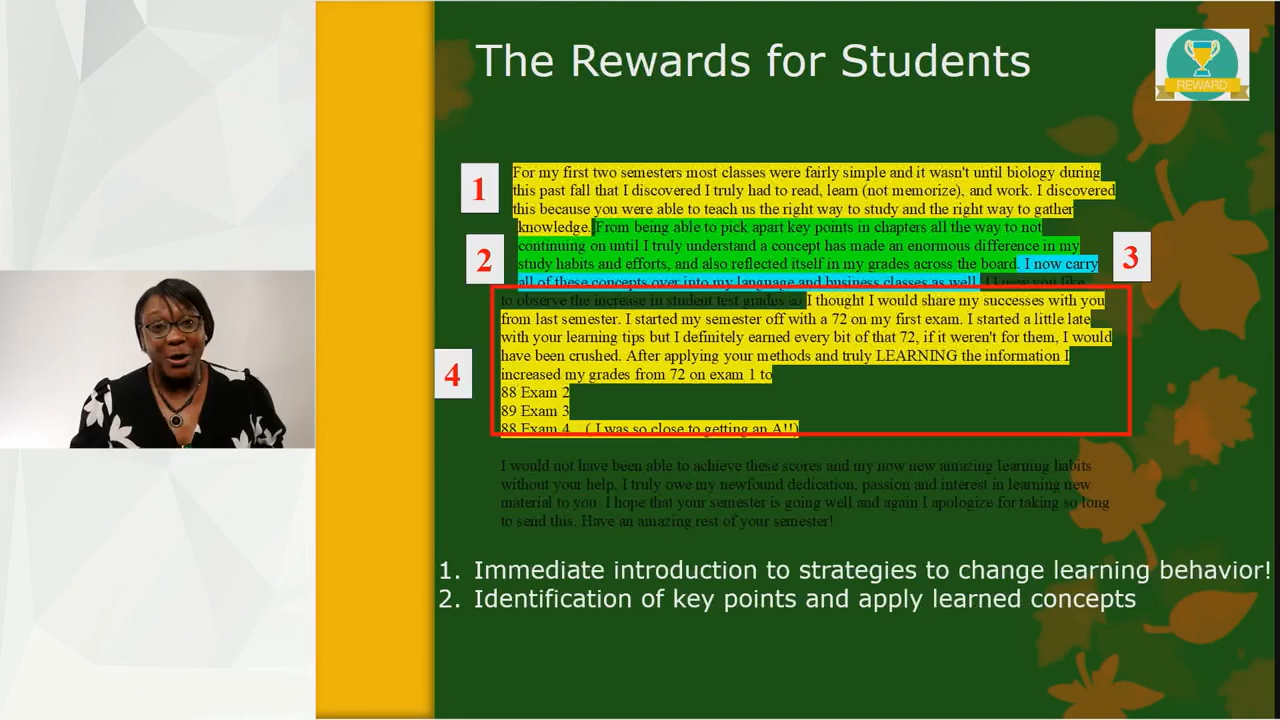 The Rewards for Students
REWARD
1
For my first two semesters most classes were fairly simple and it wasn't until biology during
this past fall that I discovered I truly had to read, learn (not memorize), and work. I discovered
this because you were able to teach us the right way to study and the right way to gather
knowledge. From being able to pick apart key points in chapters all the way to not
2
continuing on until I truly understand a concept has made an enormous difference in my
study habits and efforts, and also reflected itself in my grades across the board. I now carry
3
all of these concepts over into my language and business classes as well. I knew you like
to observe the increase in student test grades so I thought I would share my successes with you
from last semester. I started my semester off with a 72 on my first exam. I started a little late
with your learning tips but I definitely earned every bit of that 72, if it weren't for them, I would
have been crushed. After applying your methods and truly LEARNING the information I
4
increased my grades from 72 on exam 1 to
88 Exam 2
89 Exam 3
88 Exam 4 ( I was so close to getting an A!!)
I would not have been able to achieve these scores and my now new amazing learning habits
without your help. I truly owe my newfound dedication, passion and interest in learning new
material to you. I hope that your semester is going well and again I apologize for taking so long
to send this. Have an amazing rest of your semester!
1. Immediate introduction to strategies to change learning behavior!
2. Identification of key points and apply learned concepts